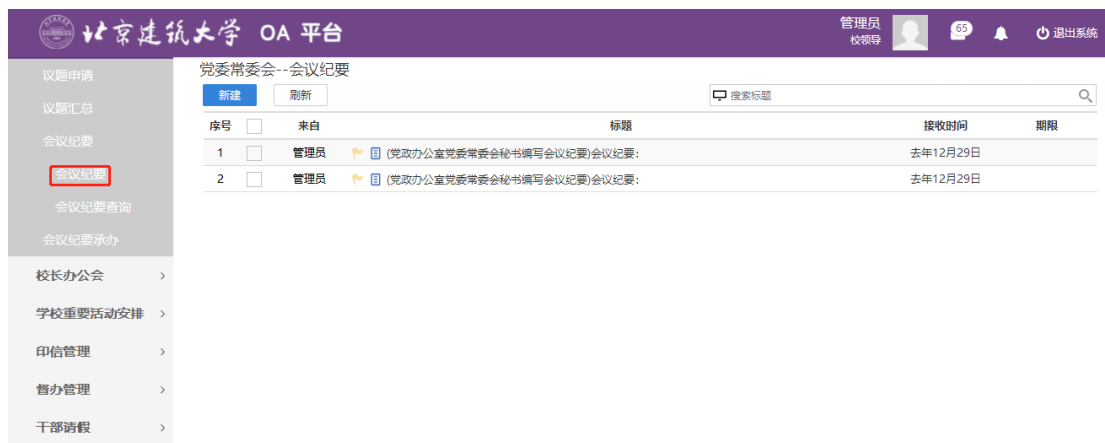 北京建筑大学 OA 平台
管理员
校领导
65
退出系统
议题申请
议题汇总
会议纪要
会议纪要
会议纪要查询
会议纪要承办
校长办公会
学校重要活动安排
印信管理
督办管理
干部请假
党委常委会--会议纪要
新建 刷新 搜索标题
序号 来自 标题 接收时间 期限
1 管理员 (党政办公室党委常委会秘书编写会议纪要)会议纪要: 去年12月29日
2 管理员 (党政办公室党委常委会秘书编写会议纪要)会议纪要: 去年12月29日